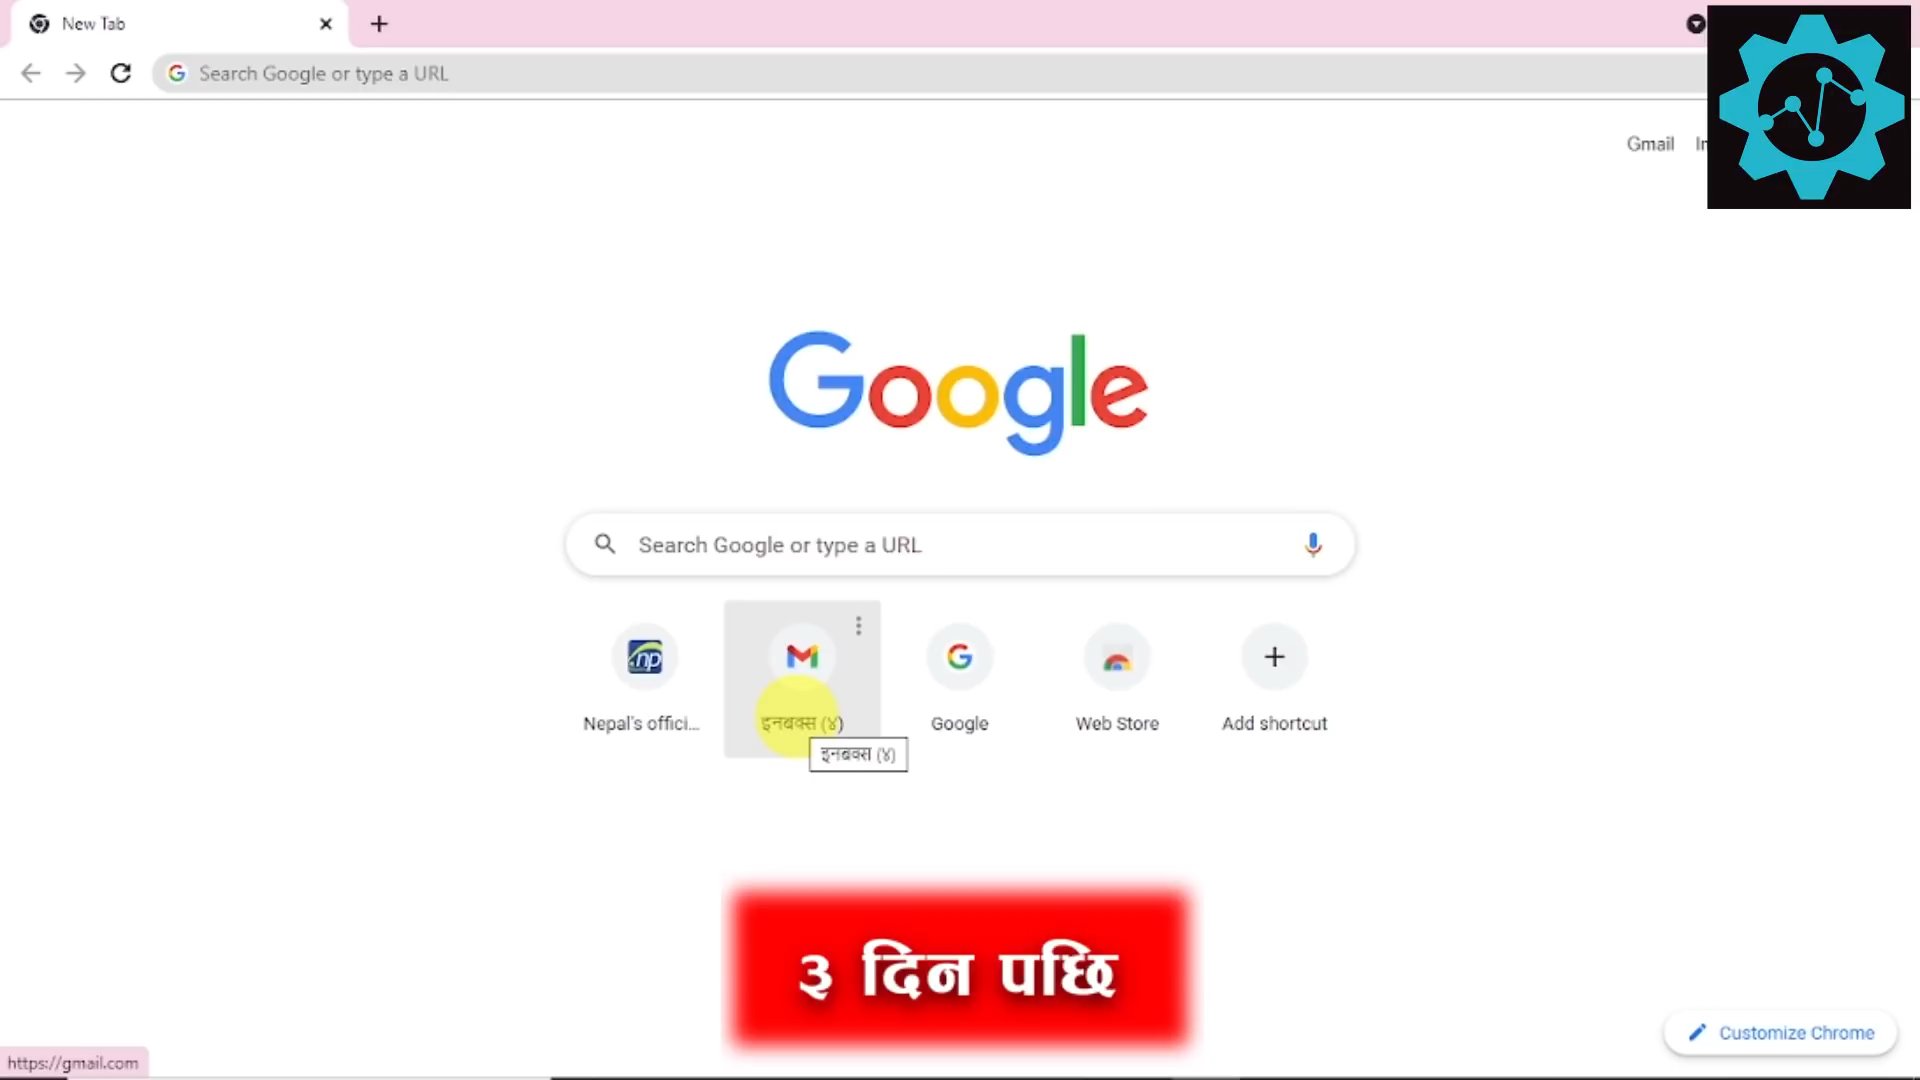 New Tab
Search Google or type a URL
Gmail
Google
Search Google or type a URL
.np
Nepal's offici...
इनबक्स (४)
Google
Web Store
Add shortcut
इनबक्स (४)
३ दिन पछि
Customize Chrome
https://gmail.com